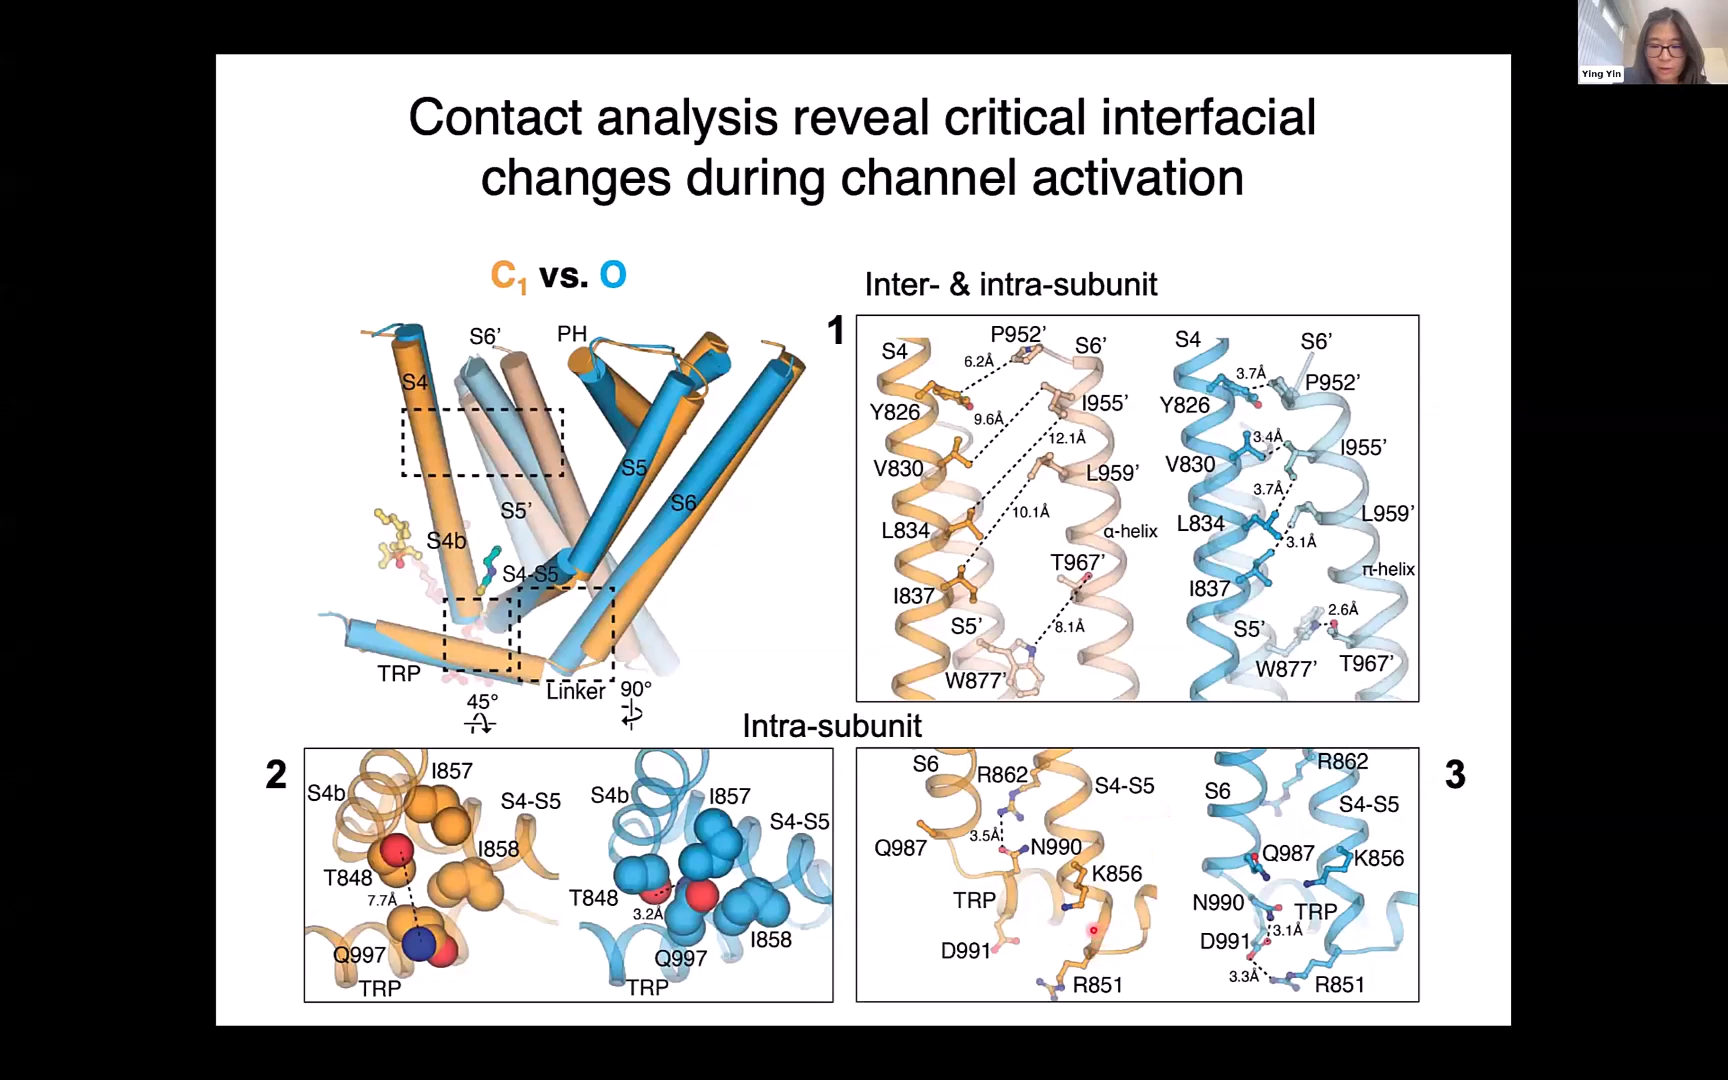 Ying Yin
Contact analysis reveal critical interfacial
changes during channel activation
C1 vs. O
S6’
PH
S4
S5
S6
S5’
S4b
S4-S5
TRP
Linker
45°
90°
Inter- & intra-subunit
1
S4
P952’
S6’
6.2Å
Y826
I955’
9.6Å
12.1Å
V830
L959’
10.1Å
L834
α-helix
T967’
I837
S5’
8.1Å
W877’
S4
S6’
3.7Å
P952’
Y826
3.4Å
I955’
V830
3.7Å
L834
L959’
3.1Å
π-helix
I837
2.6Å
S5’
W877’
T967’
Intra-subunit
2
I857
S4b
S4-S5
I858
T848
7.7Å
Q997
TRP
S4b
I857
S4-S5
T848
3.2Å
I858
Q997
TRP
3
S6
R862
S4-S5
3.5Å
Q987
N990
K856
TRP
D991
R851
R862
S6
S4-S5
Q987
K856
N990
TRP
3.1Å
D991
3.3Å
R851